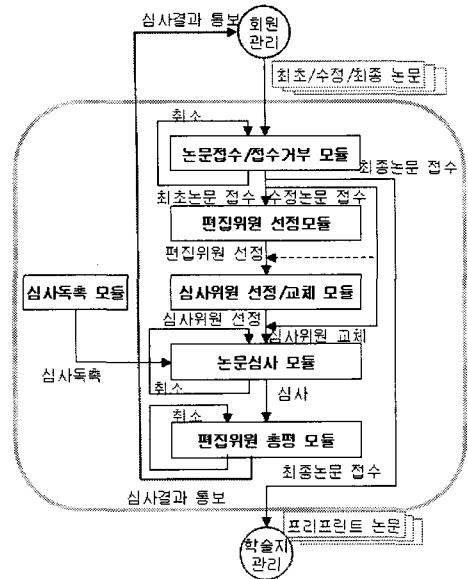 심사결과 통보
회원
관리
최초/수정/최종 논문
취소
논문접수/접수거부 모듈
최종논문 접수
최초논문 접수
수정논문 접수
편집위원 선정모듈
편집위원 선정
심사독촉 모듈
심사위원 선정/교체 모듈
심사위원 선정
심사위원 교체
논문심사 모듈
심사독촉
취소
심사
취소
편집위원 총평 모듈
최종논문 접수
심사결과 통보
프리프린트 논문
학술지
관리